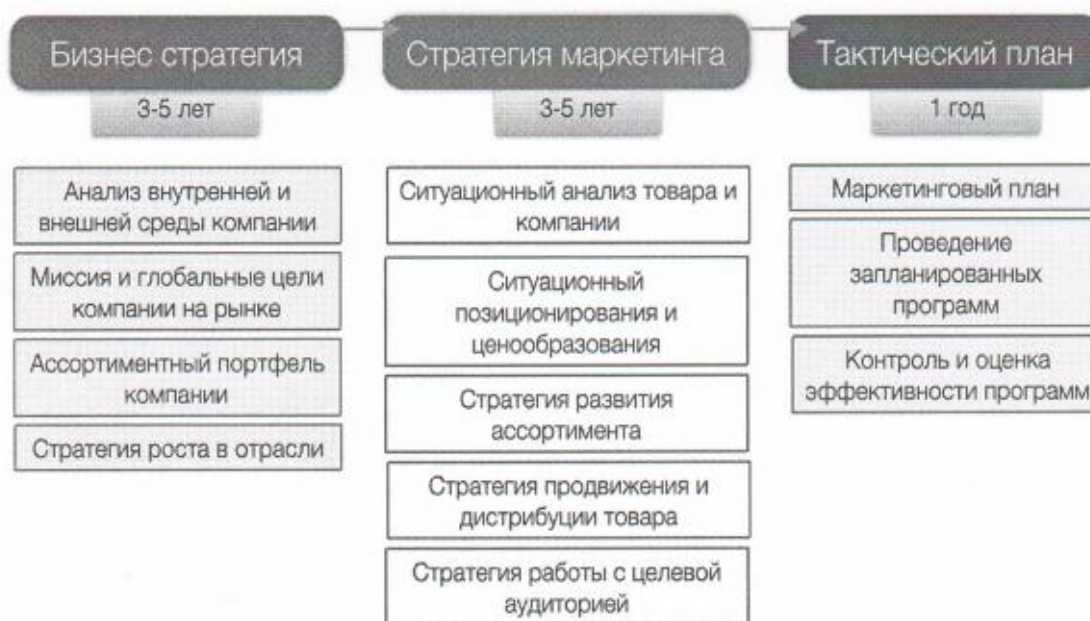 Бизнес стратегия
3-5 лет
Анализ внутренней и
внешней среды компании
Миссия и глобальные цели
компании на рынке
Ассортиментный портфель
компании
Стратегия роста в отрасли
Стратегия маркетинга
3-5 лет
Ситуационный анализ товара и
компании
Ситуационный
позиционирования и
ценообразования
Стратегия развития
ассортимента
Стратегия продвижения и
дистрибуции товара
Стратегия работы с целевой
аудиторией
Тактический план
1 год
Маркетинговый план
Проведение
запланированных
программ
Контроль и оценка
эффективности программ